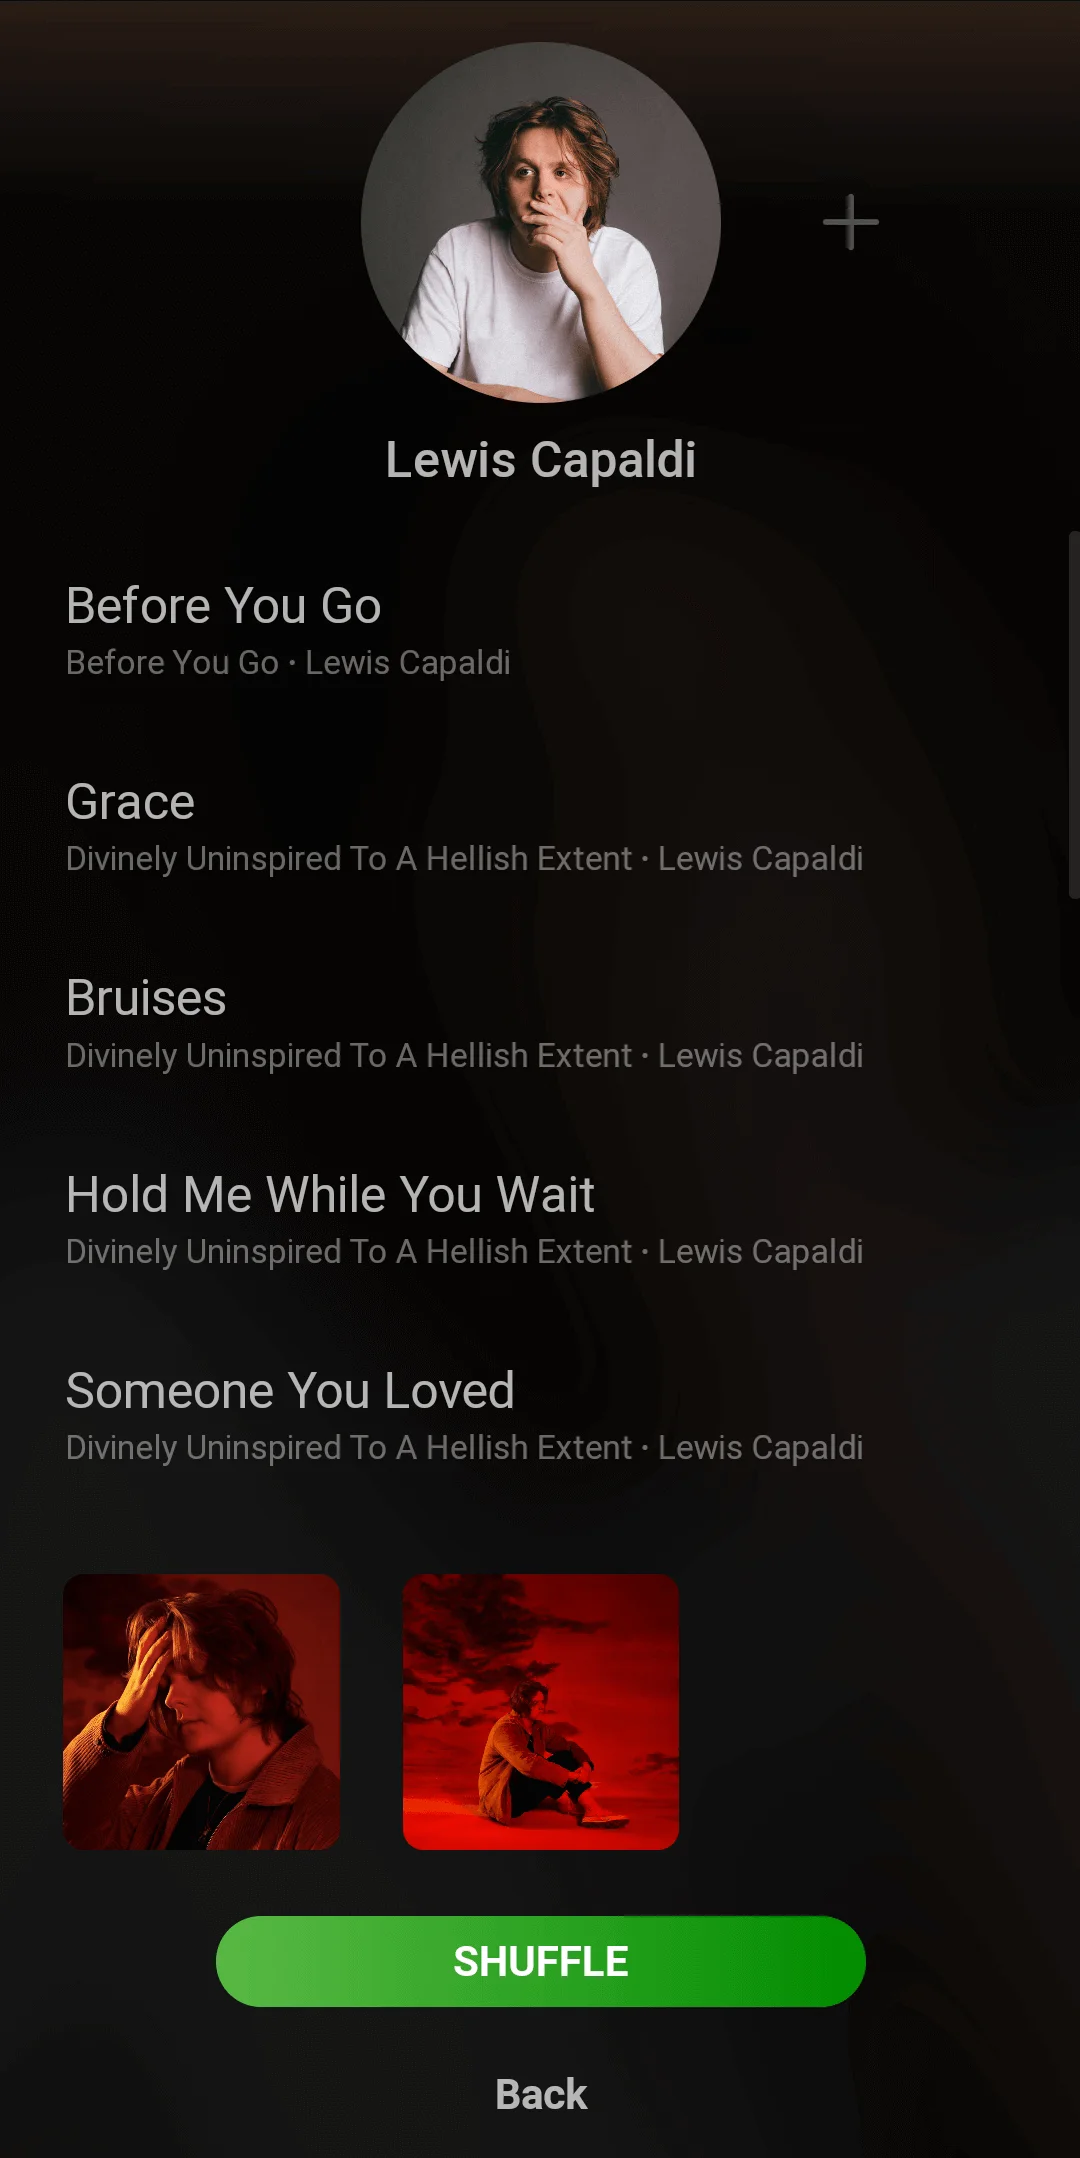 Lewis Capaldi
Before You Go
Before You Go • Lewis Capaldi
Grace
Divinely Uninspired To A Hellish Extent • Lewis Capaldi
Bruises
Divinely Uninspired To A Hellish Extent • Lewis Capaldi
Hold Me While You Wait
Divinely Uninspired To A Hellish Extent • Lewis Capaldi
Someone You Loved
Divinely Uninspired To A Hellish Extent • Lewis Capaldi
SHUFFLE
Back